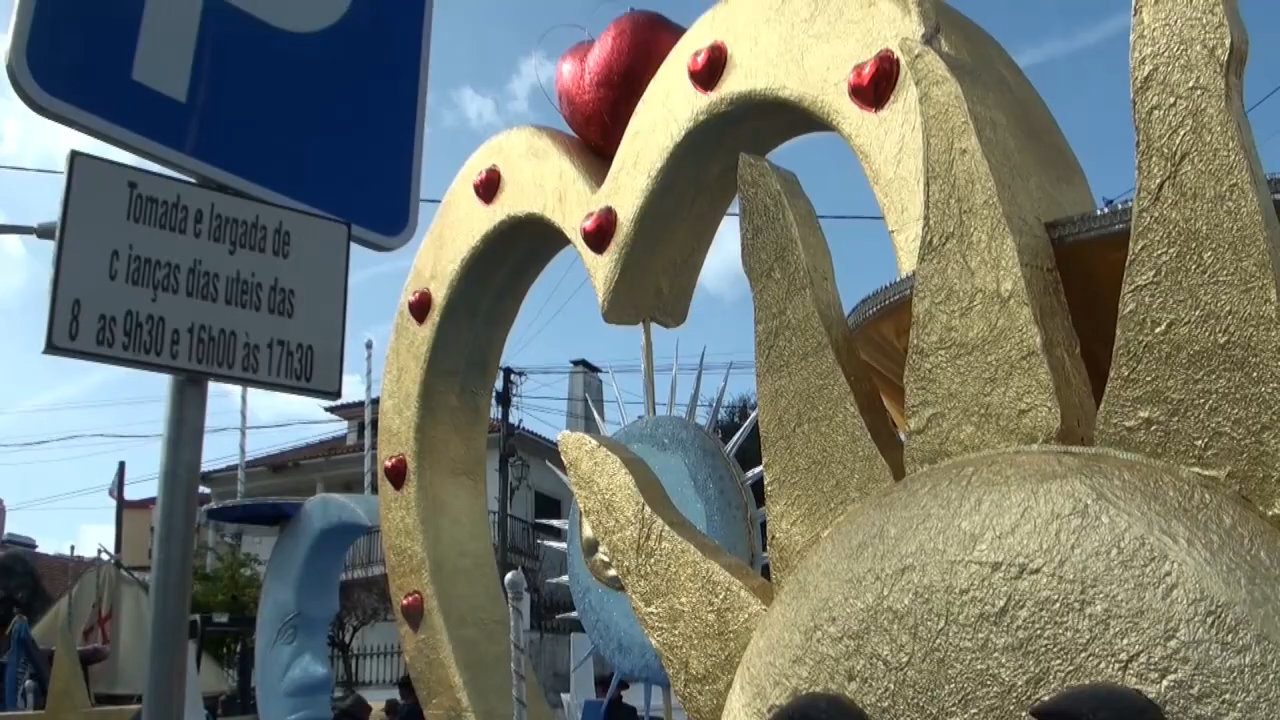 P
Tomada e largada de
c ianças dias uteis das
8 as 9h30 e 16h00 às 17h30